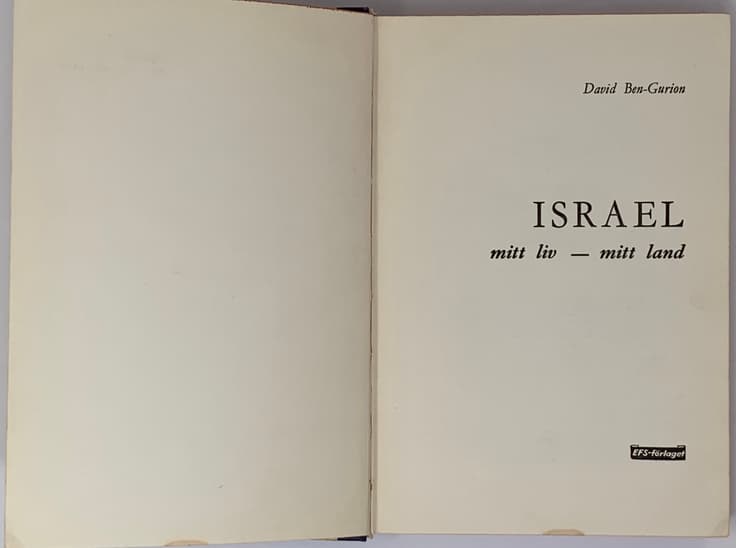 David Ben-Gurion
ISRAEL
mitt liv — mitt land
EFS-förlaget